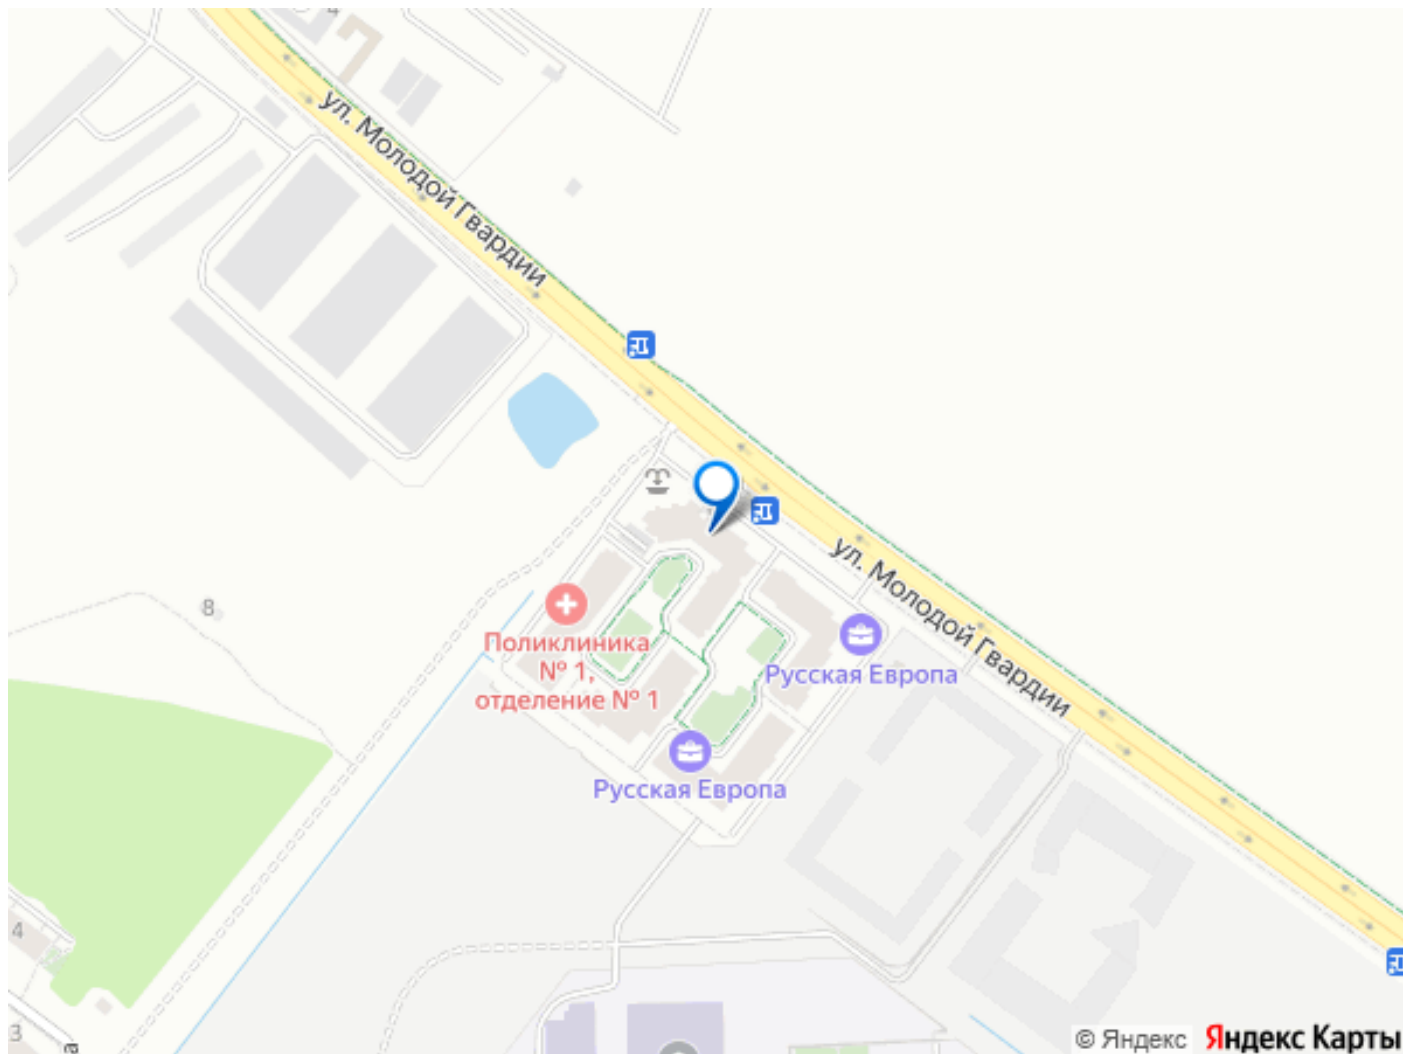 4
ул. Молодой Гвардии
8
Поликлиника
№ 1,
отделение № 1
ул. Молодой Гвардии
Русская Европа
Русская Европа
4
3
а
© Яндекс Яндекс Карты